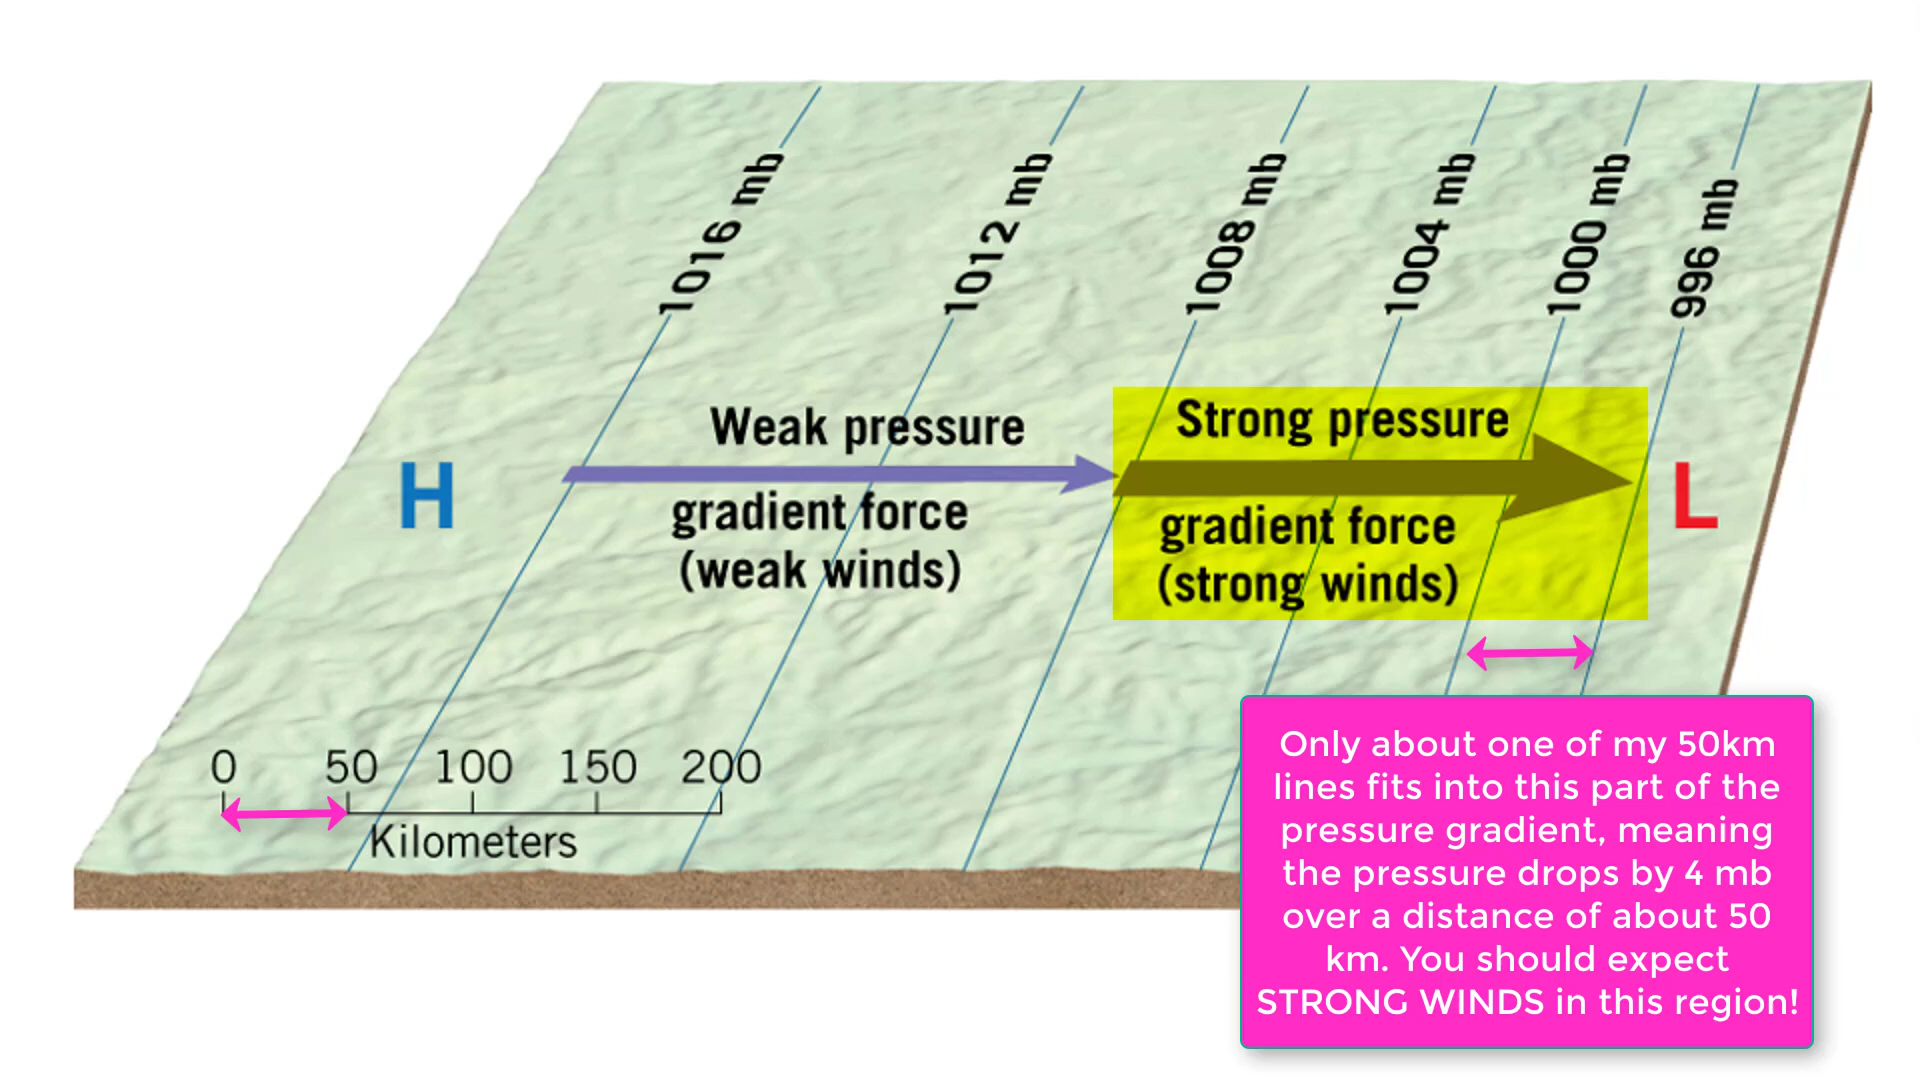 1016 mb
1012 mb
1008 mb
1004 mb
1000 mb
996 mb
H
Weak pressure
gradient force
(weak winds)
Strong pressure
gradient force
(strong winds)
L
0 50 100 150 200
Kilometers
Only about one of my 50km
lines fits into this part of the
pressure gradient, meaning
the pressure drops by 4 mb
over a distance of about 50
km. You should expect
STRONG WINDS in this region!